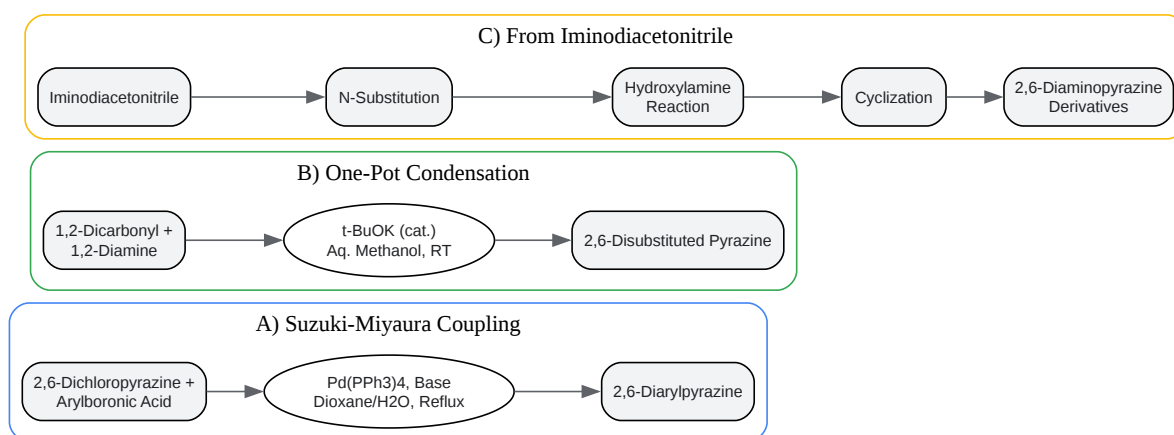 C) From Iminodiacetonitrile
Iminodiacetonitrile
N-Substitution
Hydroxylamine
Reaction
Cyclization
2,6-Diaminopyrazine
Derivatives
B) One-Pot Condensation
1,2-Dicarbonyl +
1,2-Diamine
t-BuOK (cat.)
Aq. Methanol, RT
2,6-Disubstituted Pyrazine
A) Suzuki-Miyaura Coupling
2,6-Dichloropyrazine +
Arylboronic Acid
Pd(PPh3)4, Base
Dioxane/H2O, Reflux
2,6-Diarylpyrazine